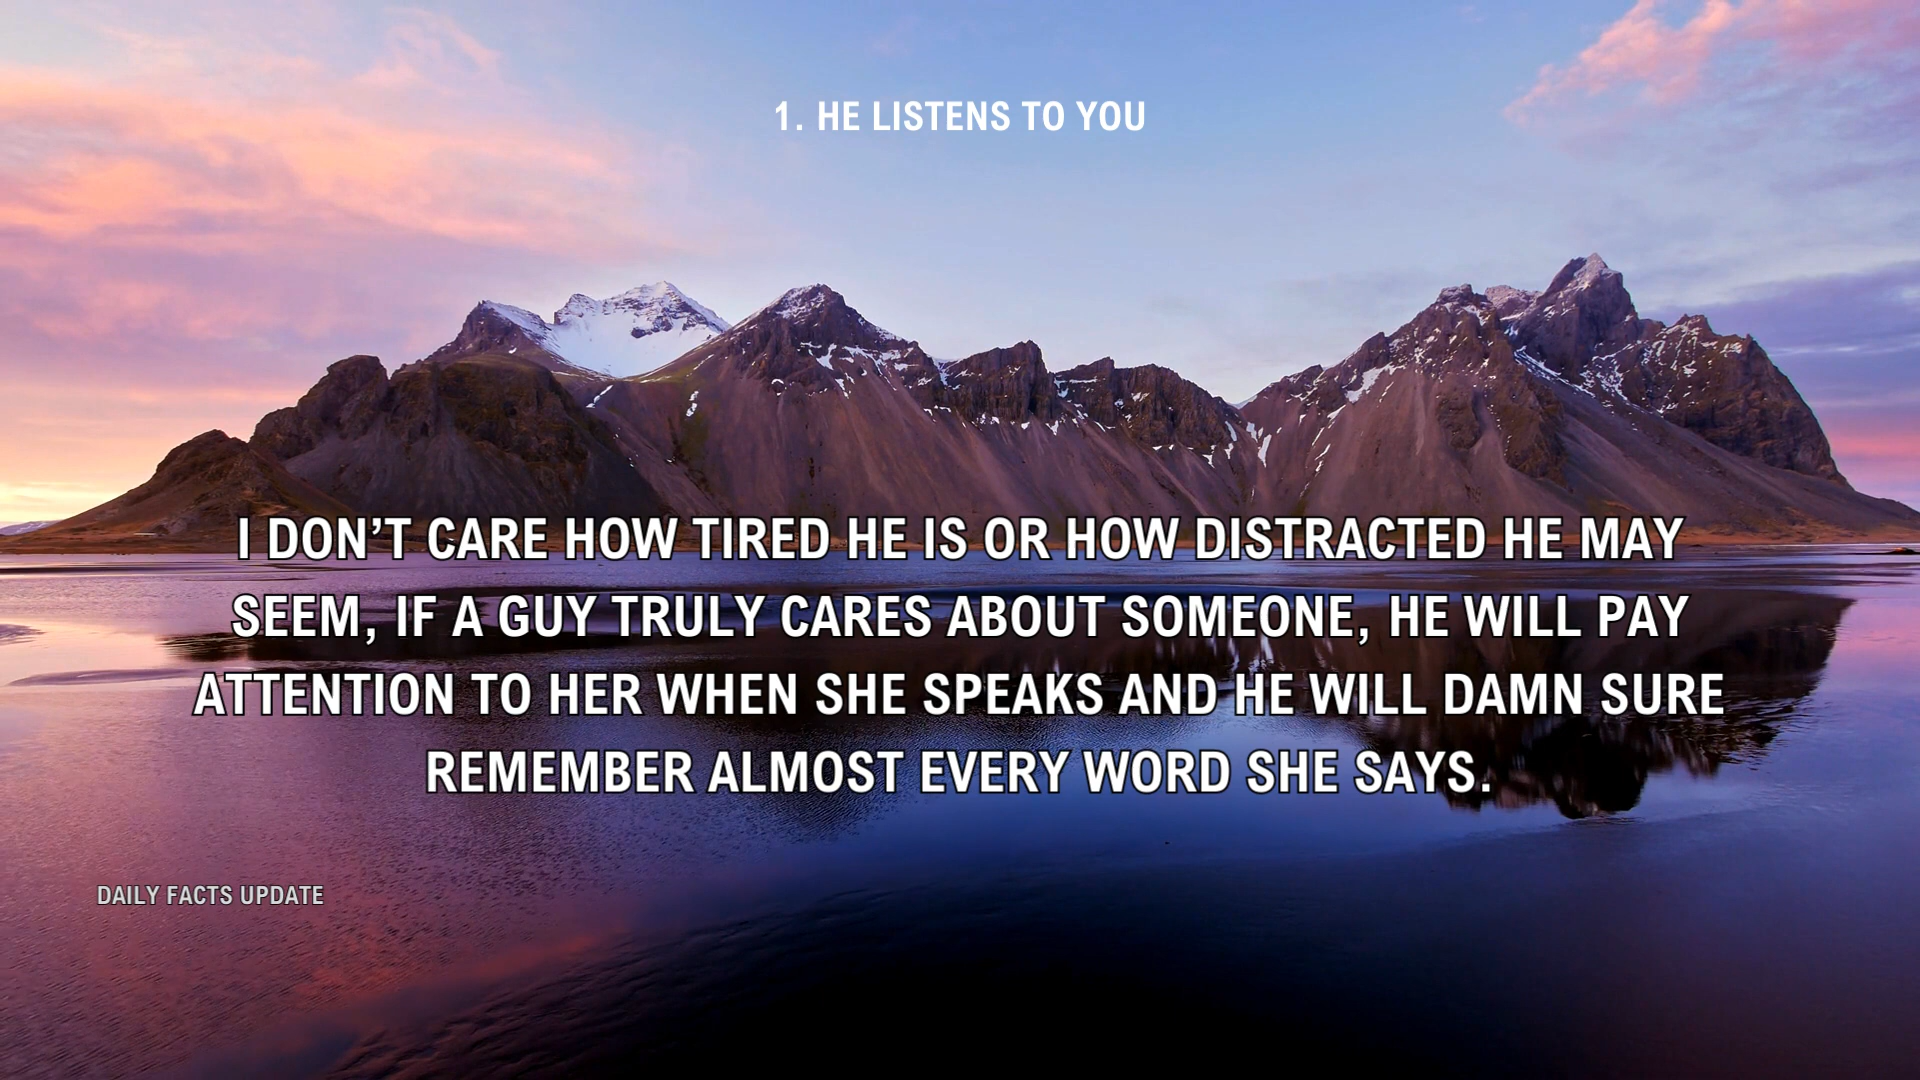 1. HE LISTENS TO YOU
I DON’T CARE HOW TIRED HE IS OR HOW DISTRACTED HE MAY
SEEM, IF A GUY TRULY CARES ABOUT SOMEONE, HE WILL PAY
ATTENTION TO HER WHEN SHE SPEAKS AND HE WILL DAMN SURE
REMEMBER ALMOST EVERY WORD SHE SAYS.
DAILY FACTS UPDATE